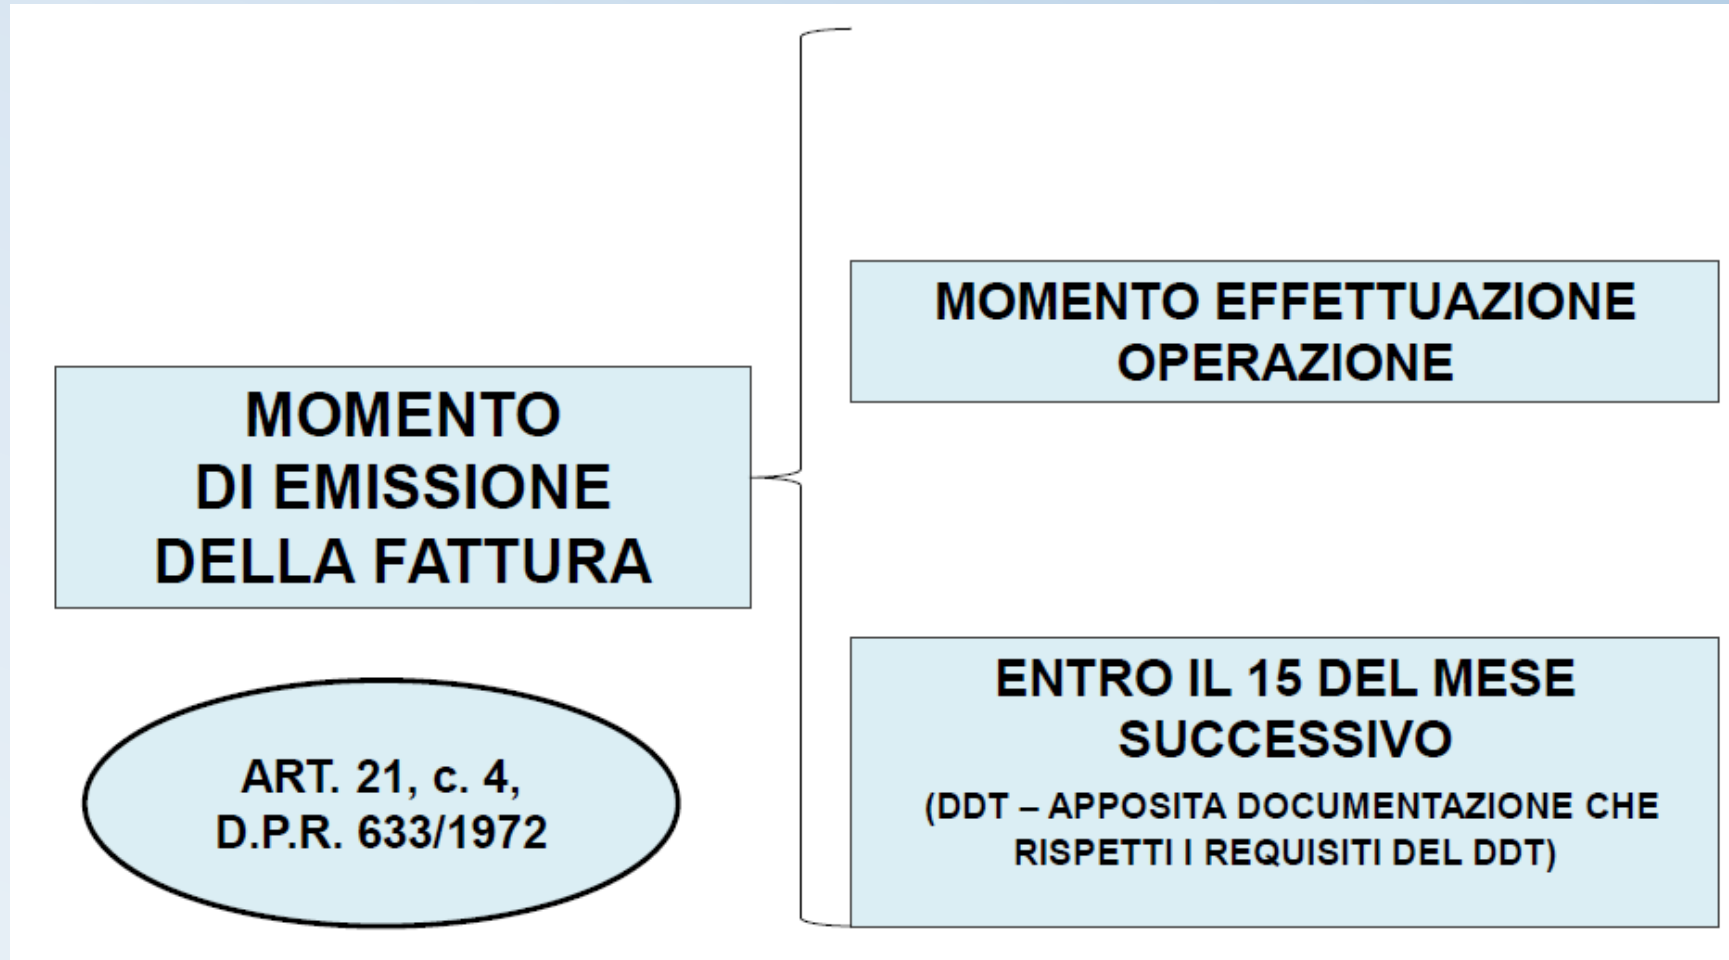 MOMENTO
DI EMISSIONE
DELLA FATTURA
ART. 21, c. 4,
D.P.R. 633/1972
MOMENTO EFFETTUAZIONE
OPERAZIONE
ENTRO IL 15 DEL MESE
SUCCESSIVO
(DDT – APPOSITA DOCUMENTAZIONE CHE
RISPETTI I REQUISITI DEL DDT)